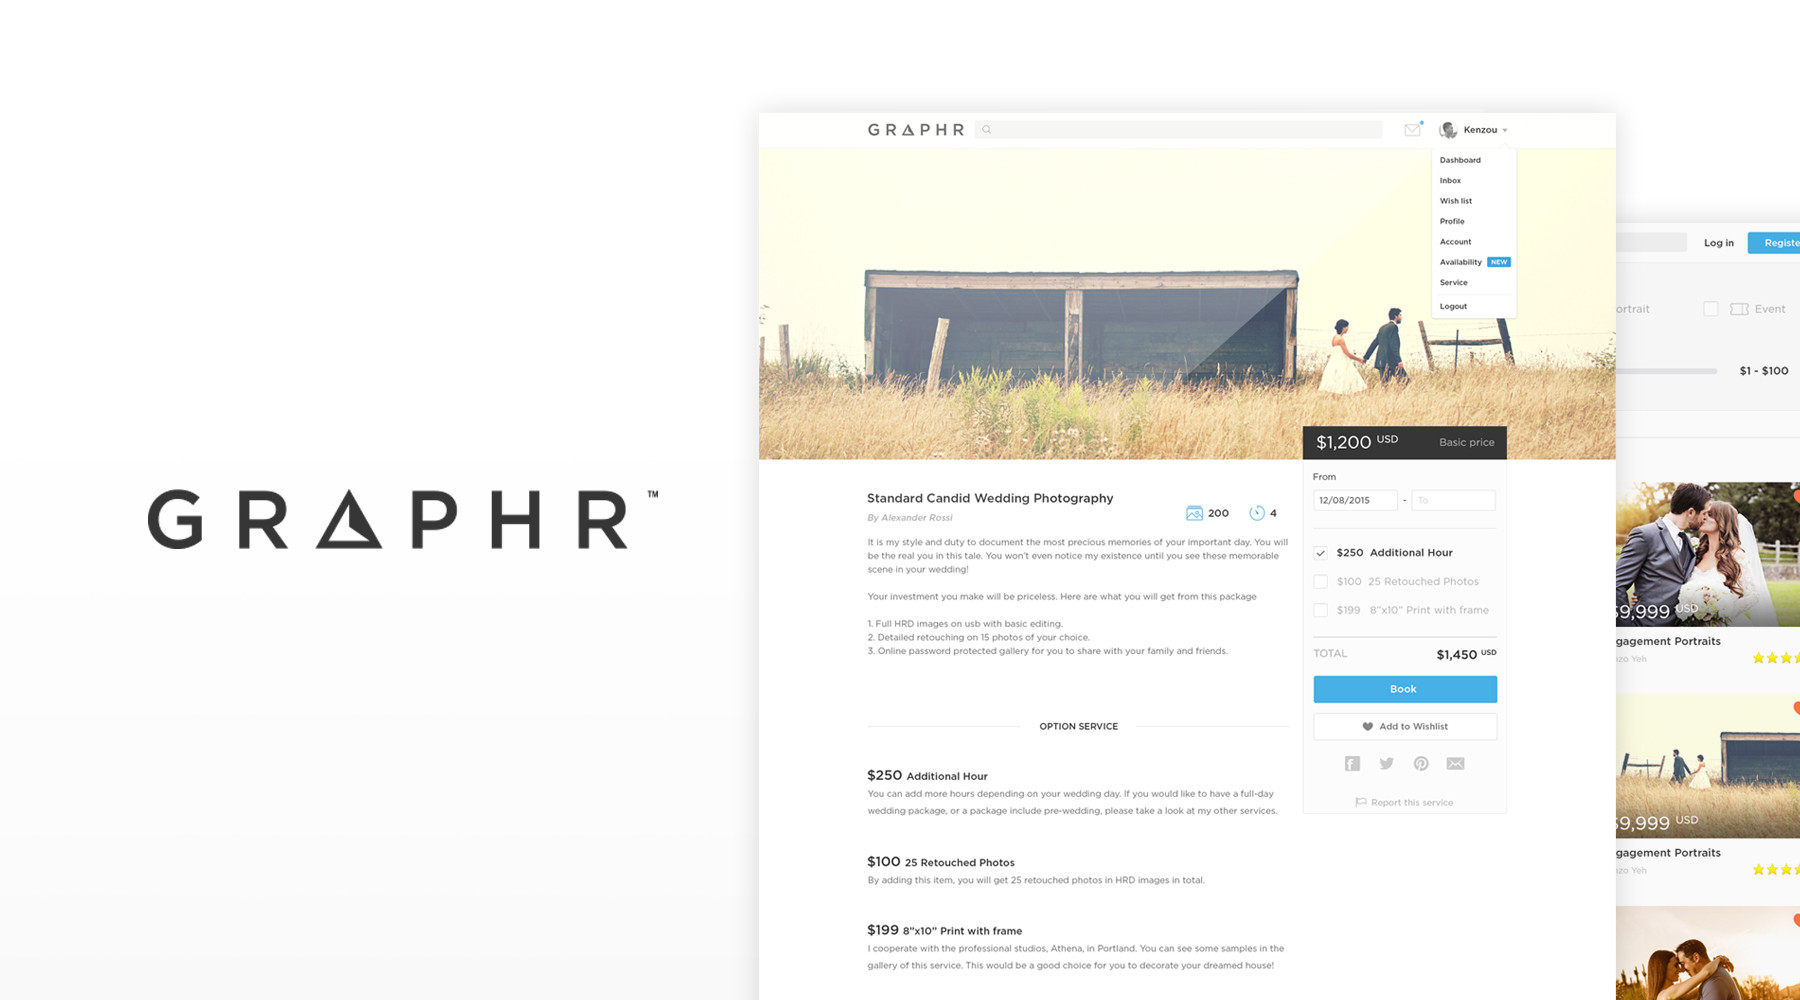 GRAPHR™
GRAPHR
Kenzou
Dashboard
Inbox
Wish list
Profile
Account
Availability NEW
Service
Logout
$1,200 USD Basic price
From
12/08/2015 - To
$250 Additional Hour
$100 25 Retouched Photos
$199 8”x10” Print with frame
TOTAL $1,450 USD
Book
Add to Wishlist
Report this service
Standard Candid Wedding Photography
By Alexander Rossi
200 4
It is my style and duty to document the most precious memories of your important day. You will
be the real you in this tale. You won’t even notice my existence until you see these memorable
scene in your wedding!
Your investment you make will be priceless. Here are what you will get from this package
1. Full HRD images on usb with basic editing.
2. Detailed retouching on 15 photos of your choice.
3. Online password protected gallery for you to share with your family and friends.
OPTION SERVICE
$250 Additional Hour
You can add more hours depending on your wedding day. If you would like to have a full-day
wedding package, or a package include pre-wedding, please take a look at my other services.
$100 25 Retouched Photos
By adding this item, you will get 25 retouched photos in HRD images in total.
$199 8”x10” Print with frame
I cooperate with the professional studios, Athena, in Portland. You can see some samples in the
gallery of this service. This would be a good choice for you to decorate your dreamed house!
Log in Registe
ortrait Event
$1 - $100
$9,999 USD
gagement Portraits
nzo Yeh
$9,999 USD
gagement Portraits
nzo Yeh